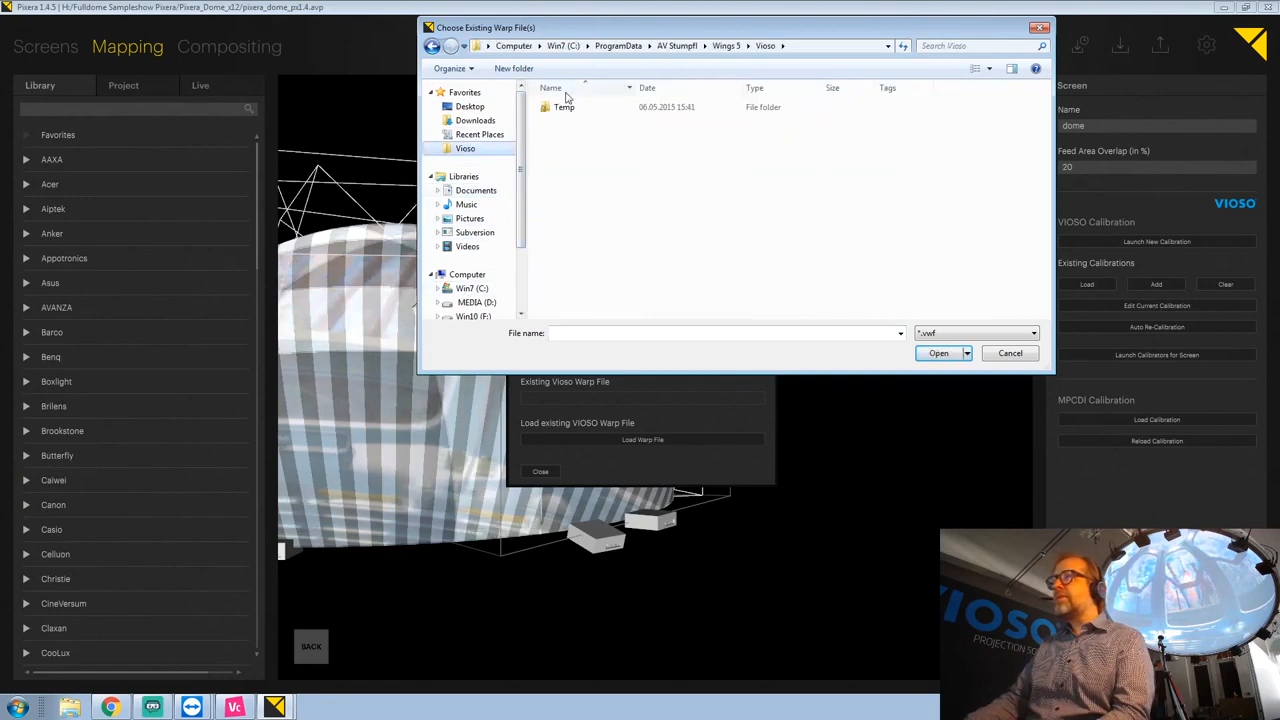 Pixera 1.4.5 | H:/Fulldome Sampleshow Pixera/Pixera_Dome_x12/pixera_dome_px1.4.avp
Screens Mapping Compositing
Library Project Live
Favorites
AAXA
Acer
Aiptek
Anker
Appotronics
Asus
AVANZA
Barco
Benq
Boxlight
Brilens
Brookstone
Butterfly
Caiwei
Canon
Casio
Celluon
Christie
CineVersum
Claxan
CooLux
BACK
Choose Existing Warp File(s)
Computer Win7 (C:) ProgramData AV Stumpfl Wings 5 Vioso
Search Vioso
Organize New folder
Favorites
Desktop
Downloads
Recent Places
Vioso
Libraries
Documents
Music
Pictures
Subversion
Videos
Computer
Win7 (C:)
MEDIA (D:)
Win10 (F:)
Name Date Type Size Tags
Temp 06.05.2015 15:41 File folder
File name: *.vwf
Open Cancel
Existing Vioso Warp File
Load existing VIOSO Warp File
Load Warp File
Close
Screen
Name
dome
Feed Area Overlap (in %)
20
VIOSO
VIOSO Calibration
Launch New Calibration
Existing Calibrations
Load Add Clear
Edit Current Calibration
Auto Re-Calibration
Launch Calibrators for Screen
MPCDI Calibration
Load Calibration
Reload Calibration
VIOSO
Vc